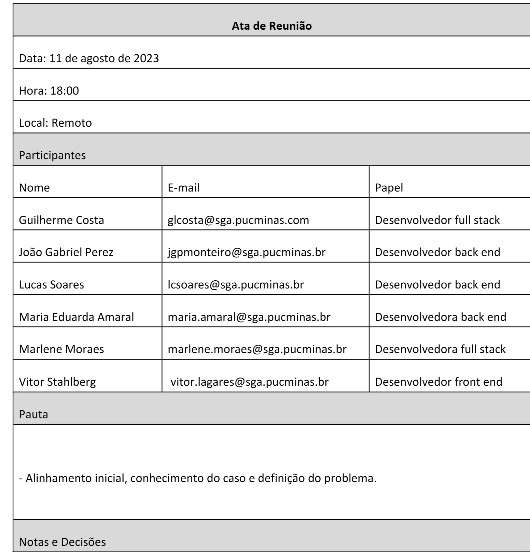 Ata de Reunião
Data: 11 de agosto de 2023
Hora: 18:00
Local: Remoto
Participantes
Nome E-mail Papel
Guilherme Costa glcosta@sga.pucminas.com Desenvolvedor full stack
João Gabriel Perez jgpmonteiro@sga.pucminas.br Desenvolvedor back end
Lucas Soares lcsoares@sga.pucminas.br Desenvolvedor back end
Maria Eduarda Amaral maria.amaral@sga.pucminas.br Desenvolvedora back end
Marlene Moraes marlene.moraes@sga.pucminas.br Desenvolvedora full stack
Vitor Stahlberg vitor.lagares@sga.pucminas.br Desenvolvedor front end
Pauta
- Alinhamento inicial, conhecimento do caso e definição do problema.
Notas e Decisões